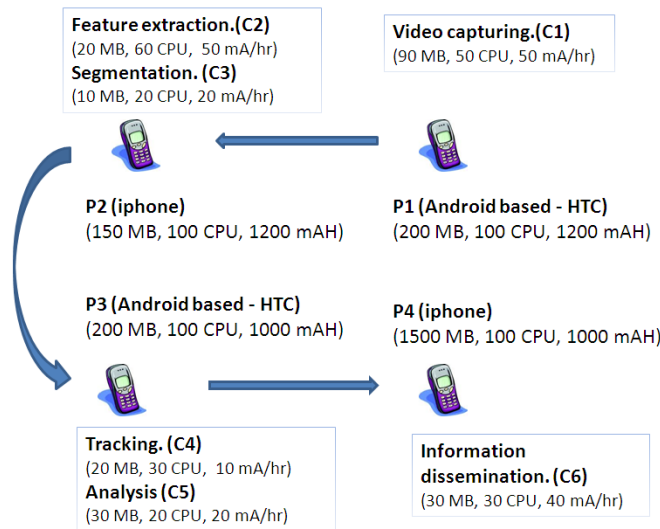 Feature extraction.(C2)
(20 MB, 60 CPU,  50 mA/hr)
Segmentation. (C3)
(10 MB, 20 CPU, 20 mA/hr)
Video capturing.(C1)
(90 MB, 50 CPU, 50 mA/hr)
P2 (iphone)
(150 MB, 100 CPU, 1200 mAH)
P1 (Android based - HTC)
(200 MB, 100 CPU, 1200 mAH)
P3 (Android based - HTC)
(200 MB, 100 CPU, 1000 mAH)
P4 (iphone)
(1500 MB, 100 CPU, 1000 mAH)
Tracking. (C4)
(20 MB, 30 CPU,  10 mA/hr)
Analysis (C5)
(30 MB, 20 CPU, 20 mA/hr)
Information
dissemination. (C6)
(30 MB, 30 CPU, 40 mA/hr)